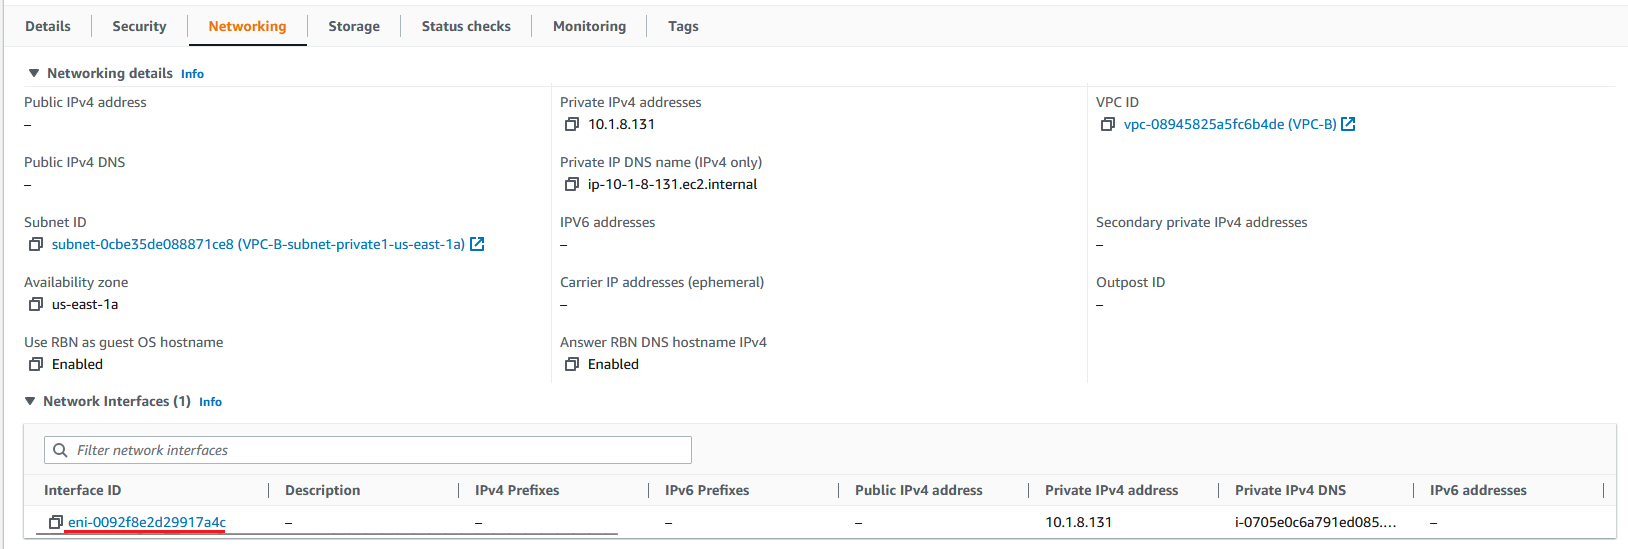 Details Security Networking Storage Status checks Monitoring Tags
Networking details Info
Public IPv4 address Private IPv4 addresses VPC ID
– 10.1.8.131 vpc-08945825a5fc6b4de (VPC-B)
Public IPv4 DNS Private IP DNS name (IPv4 only)
– ip-10-1-8-131.ec2.internal
Subnet ID IPV6 addresses Secondary private IPv4 addresses
subnet-0cbe35de088871ce8 (VPC-B-subnet-private1-us-east-1a) – –
Availability zone Carrier IP addresses (ephemeral) Outpost ID
us-east-1a – –
Use RBN as guest OS hostname Answer RBN DNS hostname IPv4
Enabled Enabled
Network Interfaces (1) Info
Filter network interfaces
Interface ID Description IPv4 Prefixes IPv6 Prefixes Public IPv4 address Private IPv4 address Private IPv4 DNS IPv6 addresses
eni-0092f8e2d29917a4c – – – – 10.1.8.131 i-0705e0c6a791ed085.... –